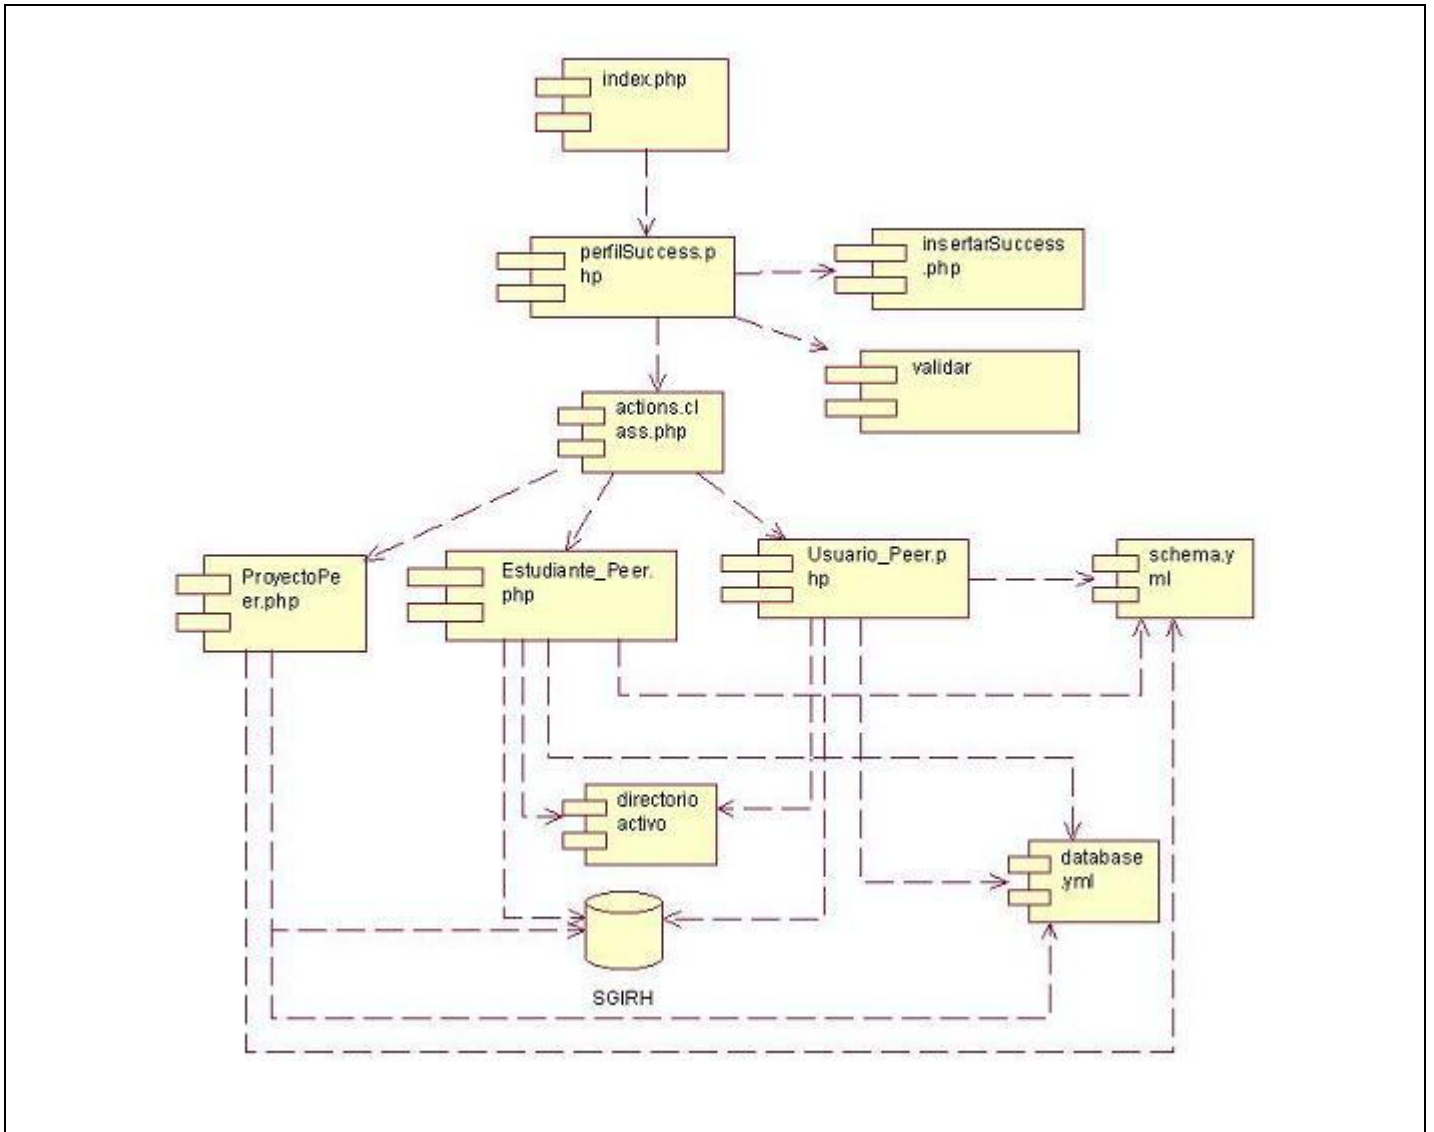 index.php
perfilSuccess.p
hp
insertarSuccess
.php
validar
actions.cl
ass.php
ProyectoPe
er.php
Estudiante_Peer.
php
Usuario_Peer.p
hp
schema.y
ml
directorio
activo
database
.yml
SGIRH